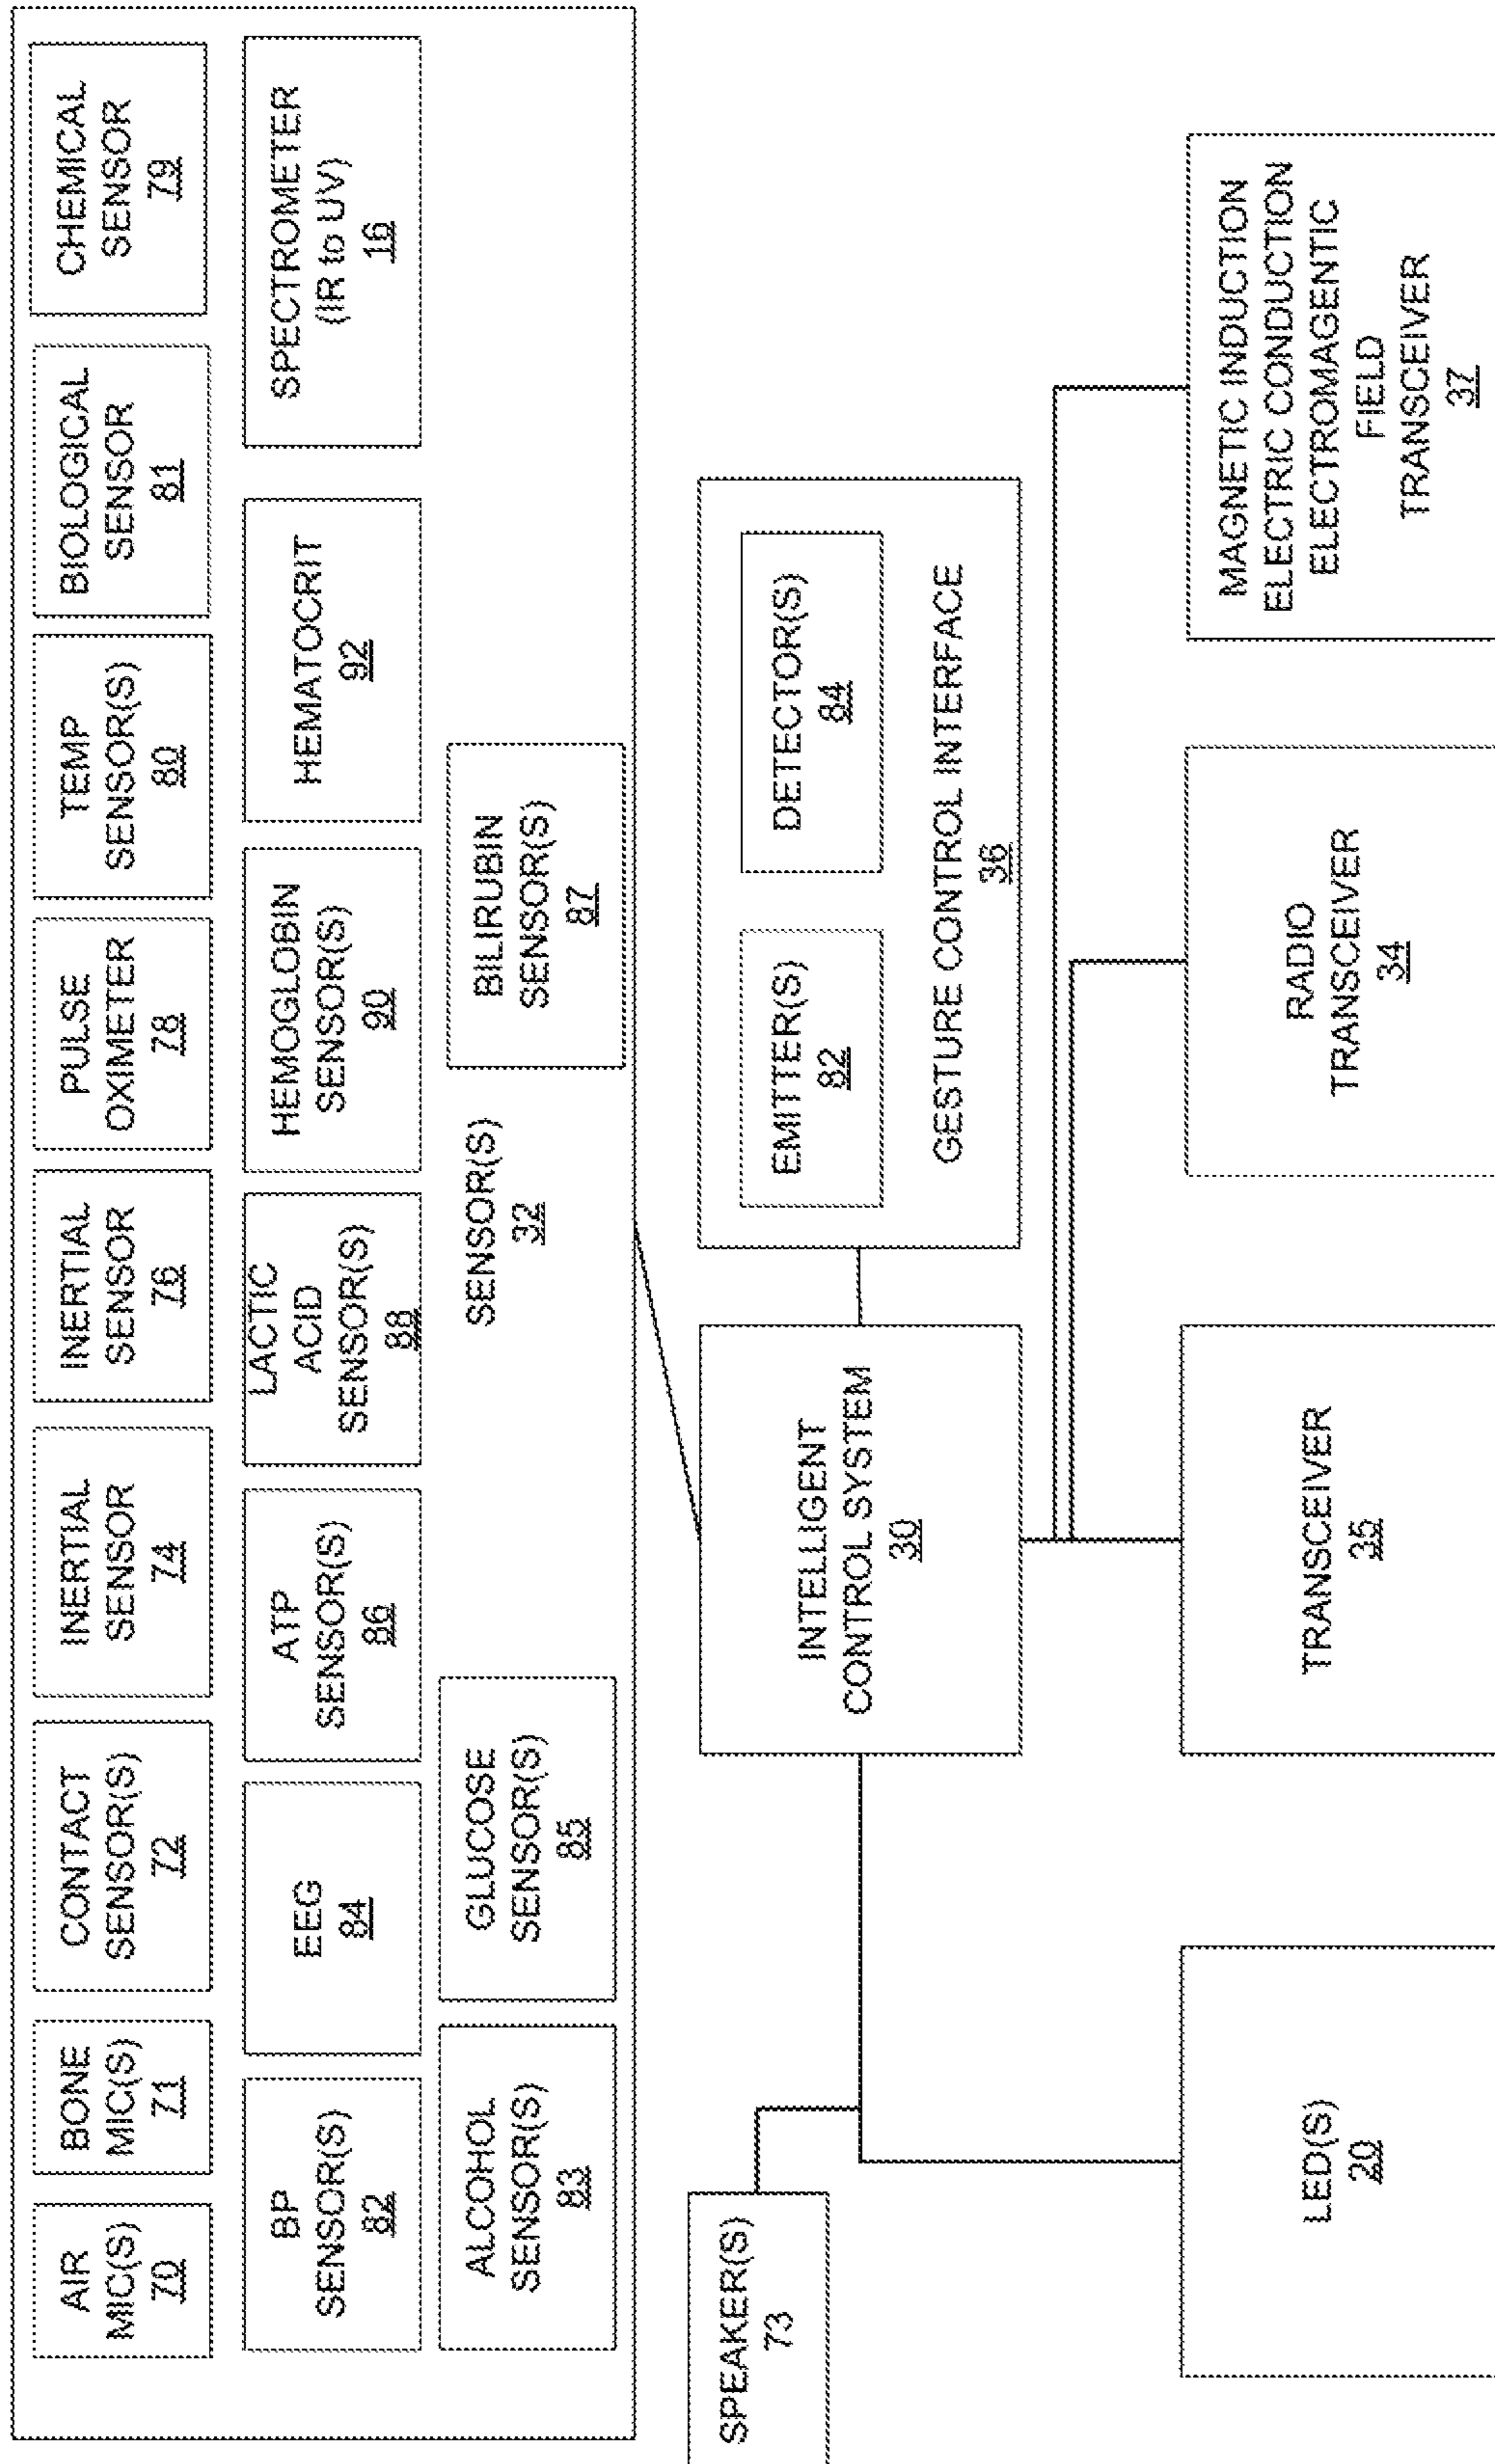 AIR
MIC(S)
70
BONE
MIC(S)
71
CONTACT
SENSOR(S)
72
INERTIAL
SENSOR
74
INERTIAL
SENSOR
76
PULSE
OXIMETER
78
TEMP
SENSOR(S)
80
BIOLOGICAL
SENSOR
81
CHEMICAL
SENSOR
79
BP
SENSOR(S)
82
EEG
84
ATP
SENSOR(S)
86
LACTIC
ACID
SENSOR(S)
88
HEMOGLOBIN
SENSOR(S)
90
HEMATOCRIT
92
SPECTROMETER
(IR to UV)
16
ALCOHOL
SENSOR(S)
83
GLUCOSE
SENSOR(S)
85
SENSOR(S)
32
BILIRUBIN
SENSOR(S)
87
SPEAKER(S)
73
INTELLIGENT
CONTROL SYSTEM
30
EMITTER(S)
82
DETECTOR(S)
84
GESTURE CONTROL INTERFACE
36
LED(S)
20
TRANSCEIVER
35
RADIO
TRANSCEIVER
34
MAGNETIC INDUCTION
ELECTRIC CONDUCTION
ELECTROMAGENTIC
FIELD
TRANSCEIVER
37